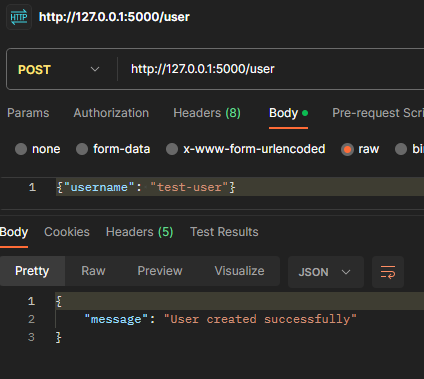 HTTP http://127.0.0.1:5000/user
POST http://127.0.0.1:5000/user
Params Authorization Headers (8) Body Pre-request Scri
none form-data x-www-form-urlencoded raw bin
1 {"username": "test-user"}
Body Cookies Headers (5) Test Results
Pretty Raw Preview Visualize JSON
1 {
2 "message": "User created successfully"
3 }